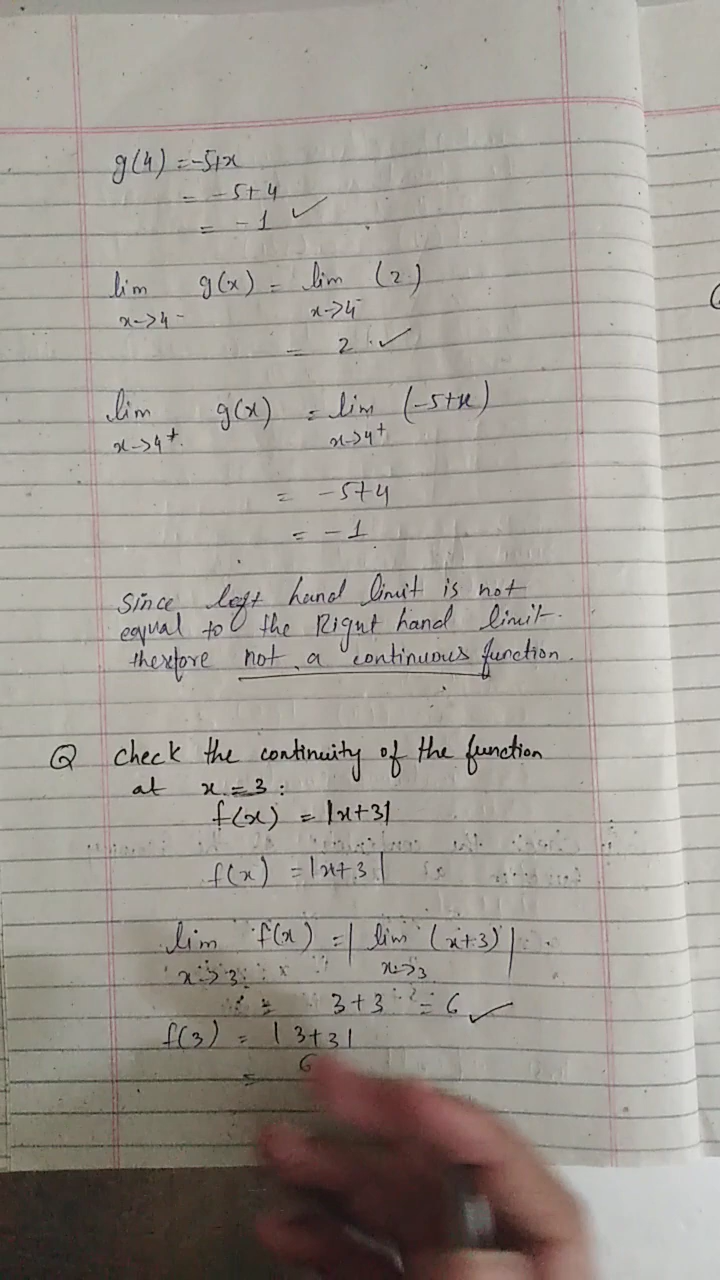 g(4) = -5+x
= -5+4
= -1 ✓
lim g(x) = lim (2)
x->4- x->4-
= 2 ✓
lim g(x) = lim (-5+x)
x->4+ x->4+
= -5+4
= -1
Since left hand limit is not
equal to the Right hand limit.
therefore not a continuous function.
Q check the continuity of the function
at x = 3 :
f(x) = |x+3|
f(x) = |x+3|
lim f(x) = | lim (x+3) |
x->3 x->3
= 3+3 = 6 ✓
f(3) = |3+3|
= 6